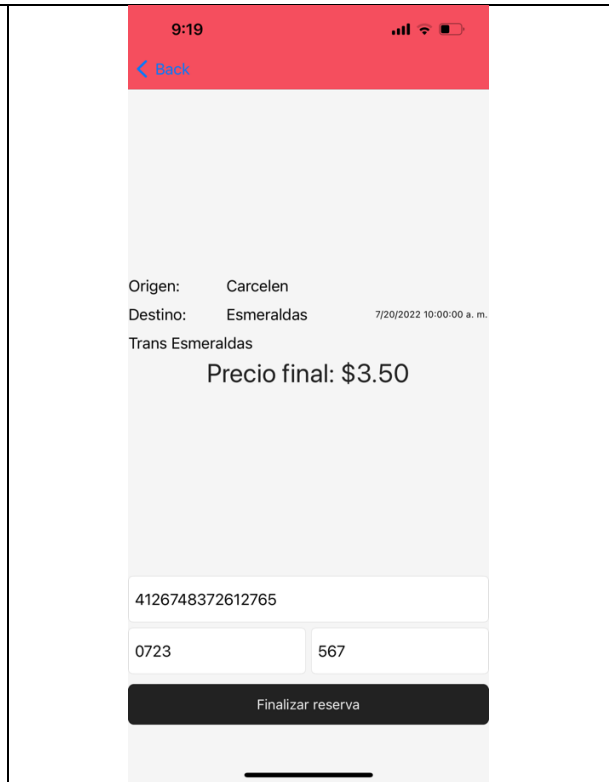 9:19
Back
Origen: Carcelen
Destino: Esmeraldas 7/20/2022 10:00:00 a. m.
Trans Esmeraldas
Precio final: $3.50
4126748372612765
0723 567
Finalizar reserva